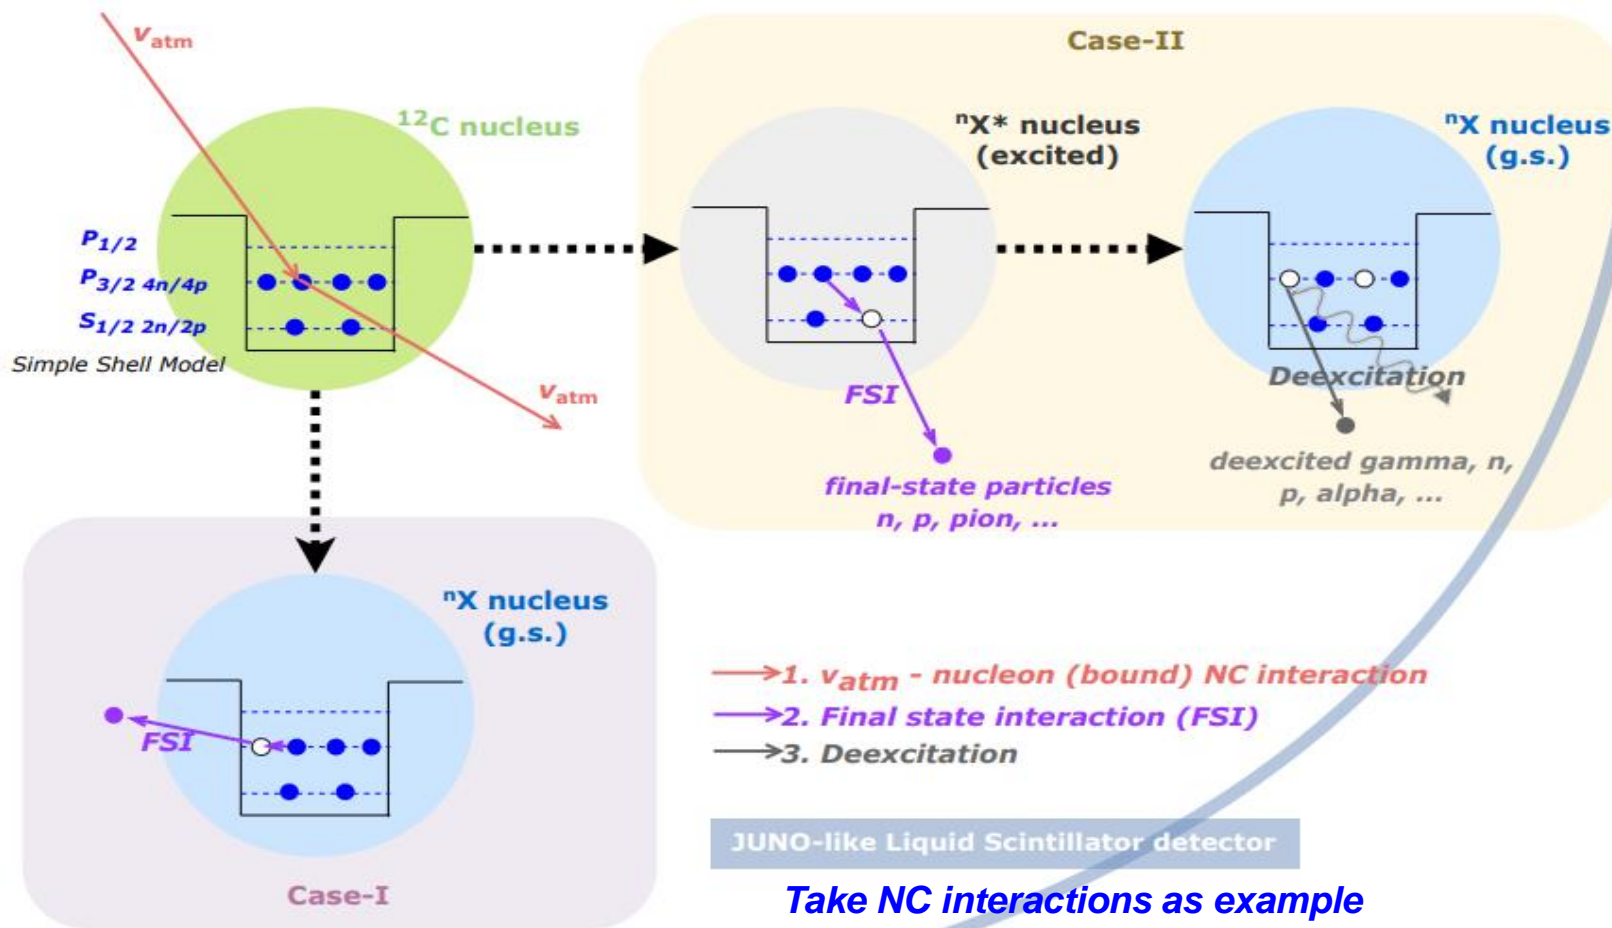 νatm
12C nucleus
P1/2
P3/2 4n/4p
S1/2 2n/2p
Simple Shell Model
νatm
Case-II
nX* nucleus
(excited)
nX nucleus
(g.s.)
FSI
final-state particles
n, p, pion, ...
Deexcitation
deexcited gamma, n,
p, alpha, ...
nX nucleus
(g.s.)
FSI
Case-I
1. νatm - nucleon (bound) NC interaction
2. Final state interaction (FSI)
3. Deexcitation
JUNO-like Liquid Scintillator detector
Take NC interactions as example